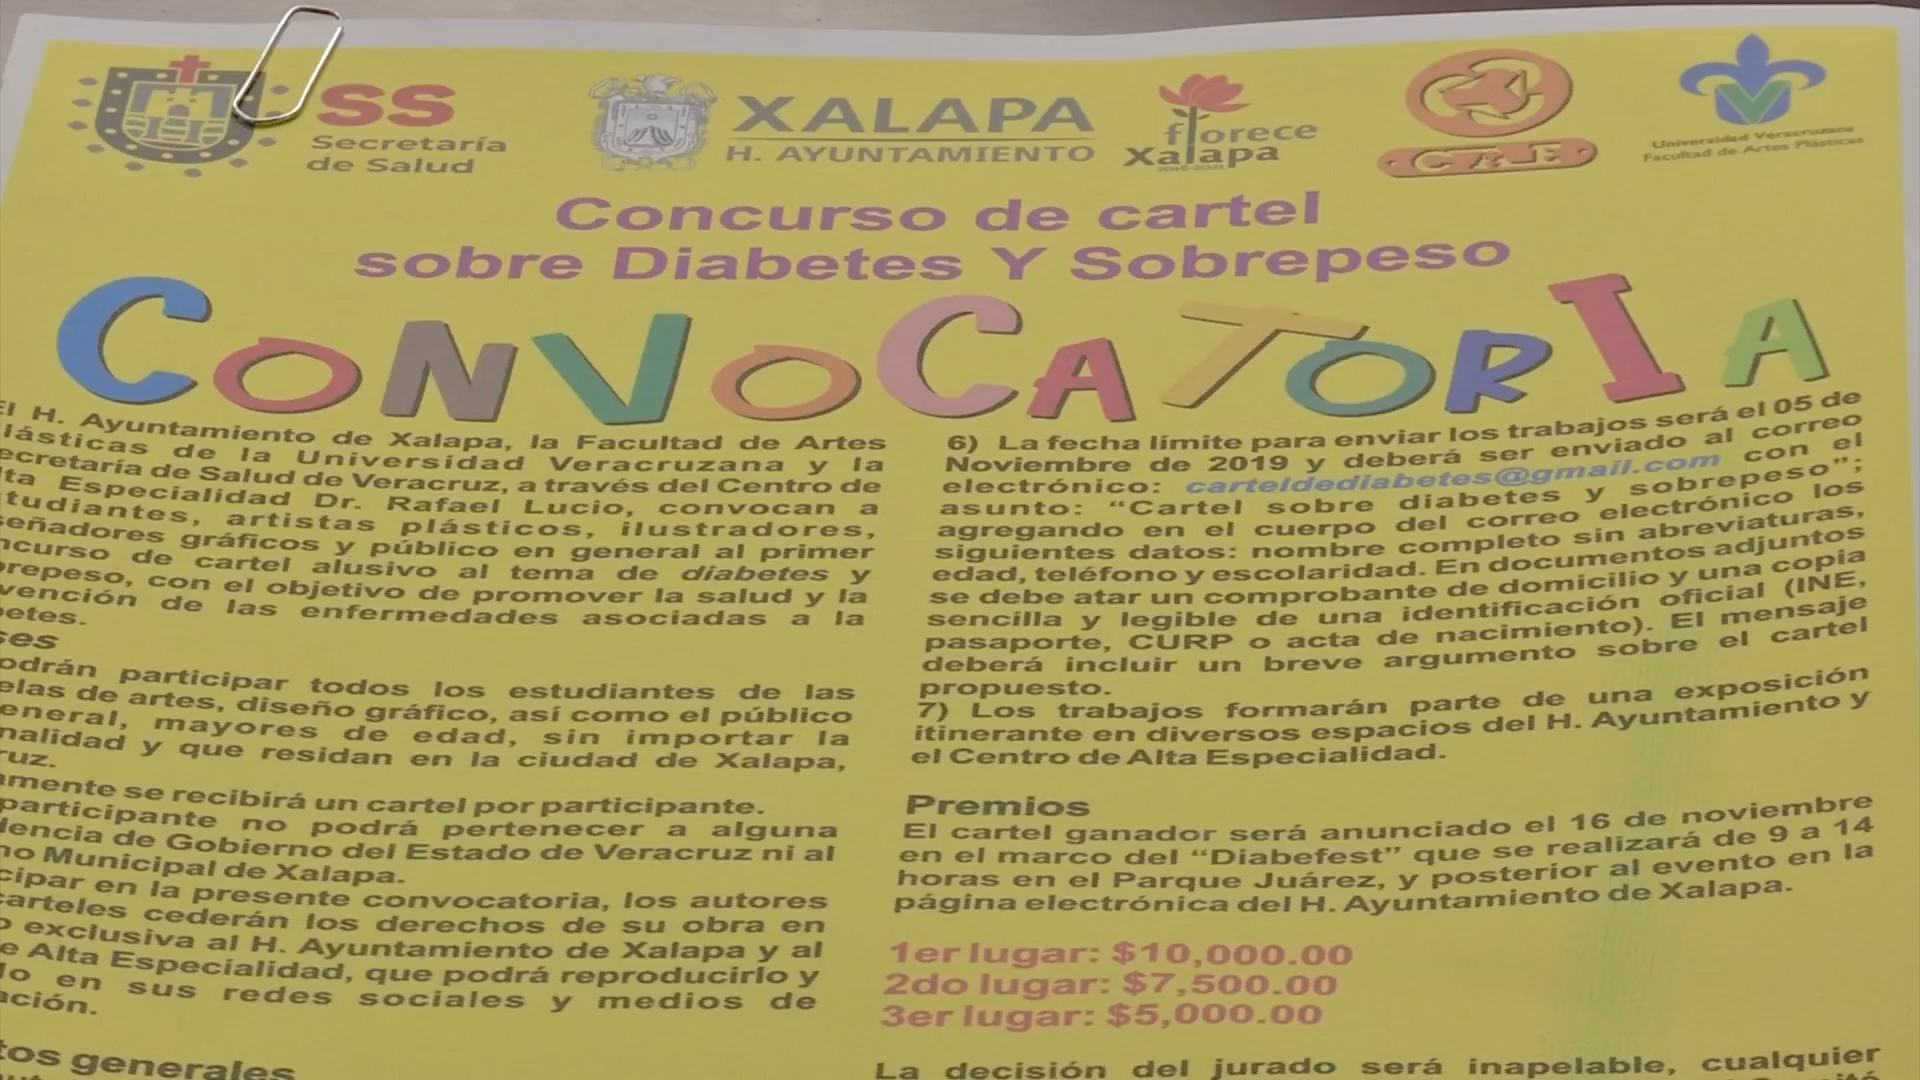 SS
Secretaría
de Salud
XALAPA
H. AYUNTAMIENTO
florece
Xalapa
CAE
Universidad Veracruzana
Facultad de Artes Plásticas
Concurso de cartel
sobre Diabetes Y Sobrepeso
CONVOCATORIA
El H. Ayuntamiento de Xalapa, la Facultad de Artes
lásticas de la Universidad Veracruzana y la
ecretaría de Salud de Veracruz, a través del Centro de
lta Especialidad Dr. Rafael Lucio, convocan a
tudiantes, artistas plásticos, ilustradores,
señadores gráficos y público en general al primer
ncurso de cartel alusivo al tema de diabetes y
brepeso, con el objetivo de promover la salud y la
vención de las enfermedades asociadas a la
betes.
ses
odrán participar todos los estudiantes de las
elas de artes, diseño gráfico, así como el público
eneral, mayores de edad, sin importar la
nalidad y que residan en la ciudad de Xalapa,
ruz.
amente se recibirá un cartel por participante.
participante no podrá pertenecer a alguna
dencia de Gobierno del Estado de Veracruz ni al
no Municipal de Xalapa.
cipar en la presente convocatoria, los autores
carteles cederán los derechos de su obra en
o exclusiva al H. Ayuntamiento de Xalapa y al
e Alta Especialidad, que podrá reproducirlo y
lo en sus redes sociales y medios de
ación.
tos generales
6) La fecha límite para enviar los trabajos será el 05 de
Noviembre de 2019 y deberá ser enviado al correo
electrónico: carteldediabetes@gmail.com con el
asunto: “Cartel sobre diabetes y sobrepeso”;
agregando en el cuerpo del correo electrónico los
siguientes datos: nombre completo sin abreviaturas,
edad, teléfono y escolaridad. En documentos adjuntos
se debe atar un comprobante de domicilio y una copia
sencilla y legible de una identificación oficial (INE,
pasaporte, CURP o acta de nacimiento). El mensaje
deberá incluir un breve argumento sobre el cartel
propuesto.
7) Los trabajos formarán parte de una exposición
itinerante en diversos espacios del H. Ayuntamiento y
el Centro de Alta Especialidad.
Premios
El cartel ganador será anunciado el 16 de noviembre
en el marco del “Diabefest” que se realizará de 9 a 14
horas en el Parque Juárez, y posterior al evento en la
página electrónica del H. Ayuntamiento de Xalapa.
1er lugar: $10,000.00
2do lugar: $7,500.00
3er lugar: $5,000.00
La decisión del jurado será inapelable, cualquier